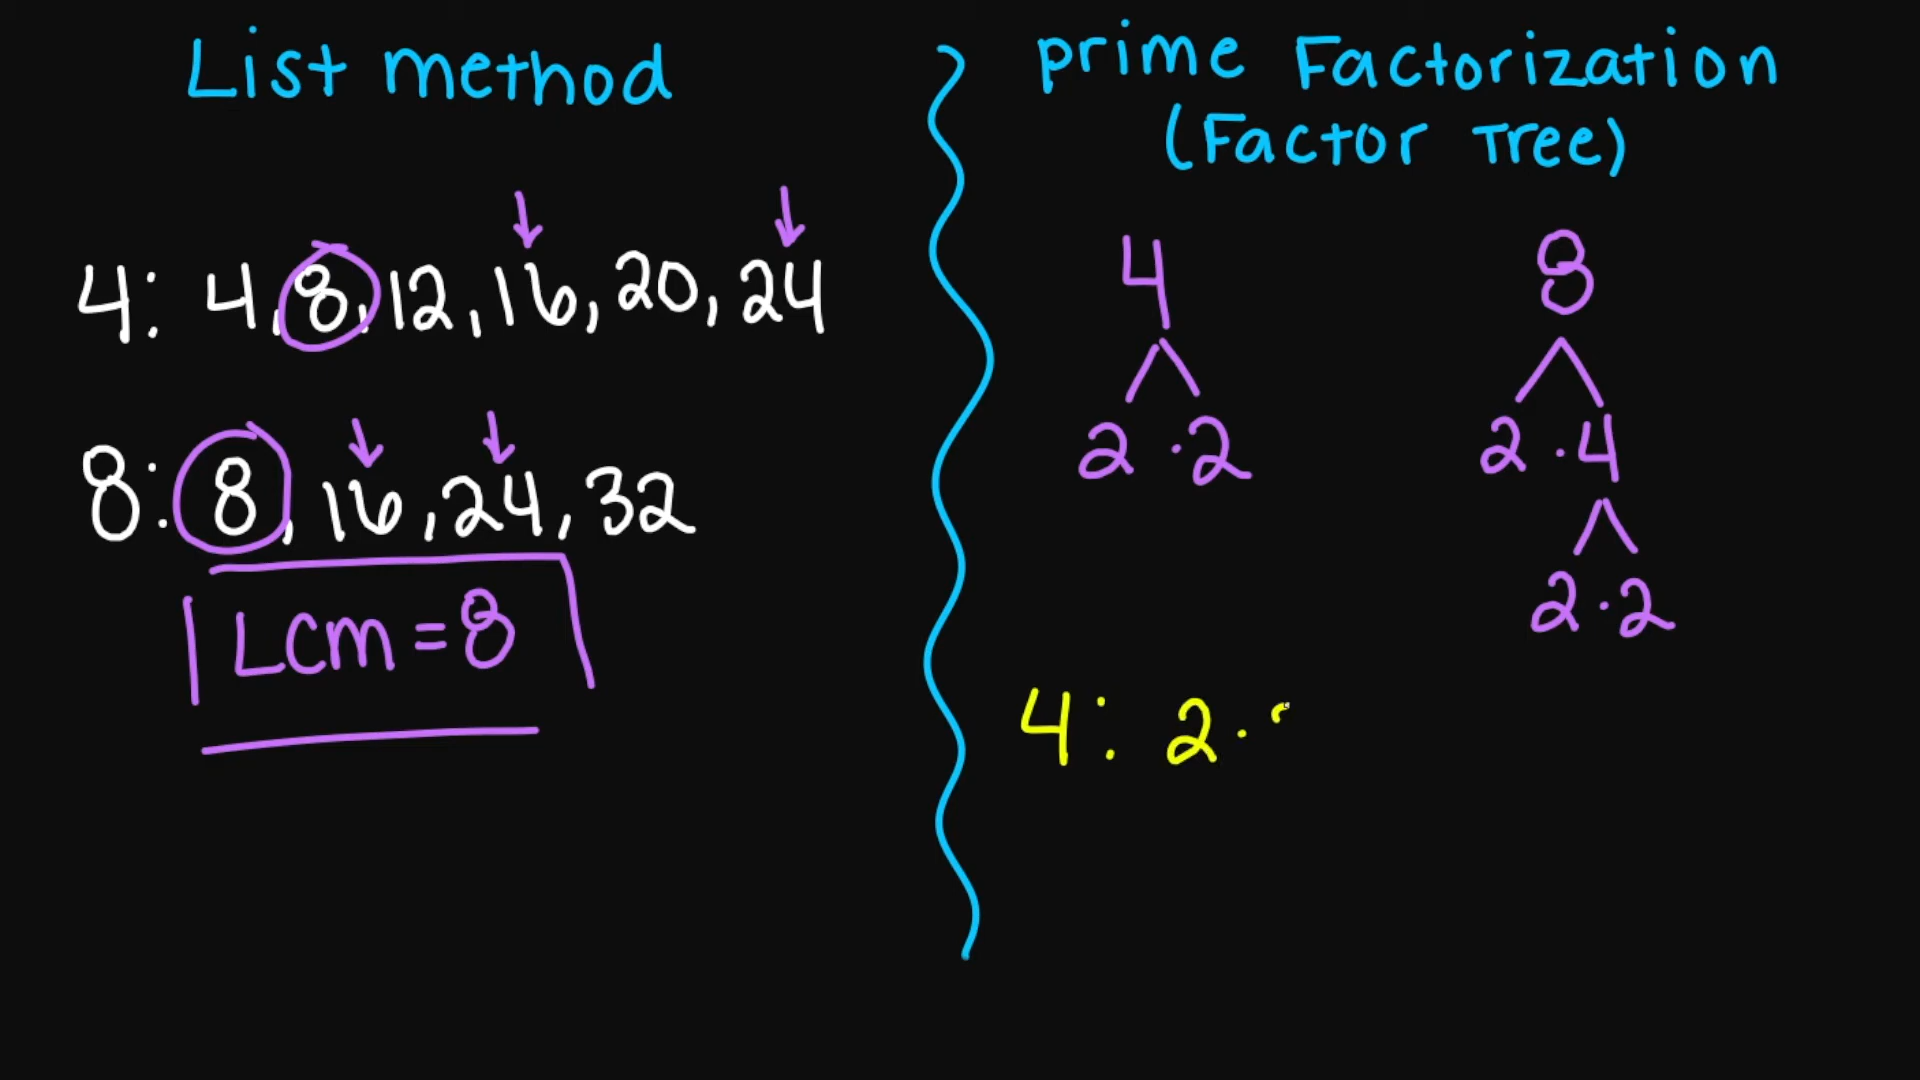 List method
4: 4, 8, 12, 16, 20, 24
8: 8, 16, 24, 32
LCM = 8
prime Factorization
(Factor Tree)
4 8
2 · 2 2 · 4
2 · 2
4: 2 ·